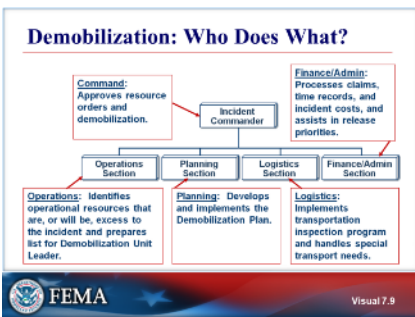 Demobilization: Who Does What?
Command:
Approves resource
orders and
demobilization.
Finance/Admin:
Processes claims,
time records, and
incident costs, and
assists in release
priorities.
Incident
Commander
Operations
Section
Planning
Section
Logistics
Section
Finance/Admin
Section
Operations: Identifies
operational resources that
are, or will be, excess to
the incident and prepares
list for Demobilization Unit
Leader.
Planning: Develops
and implements the
Demobilization Plan.
Logistics:
Implements
transportation
inspection program
and handles special
transport needs.
FEMA
Visual 7.9